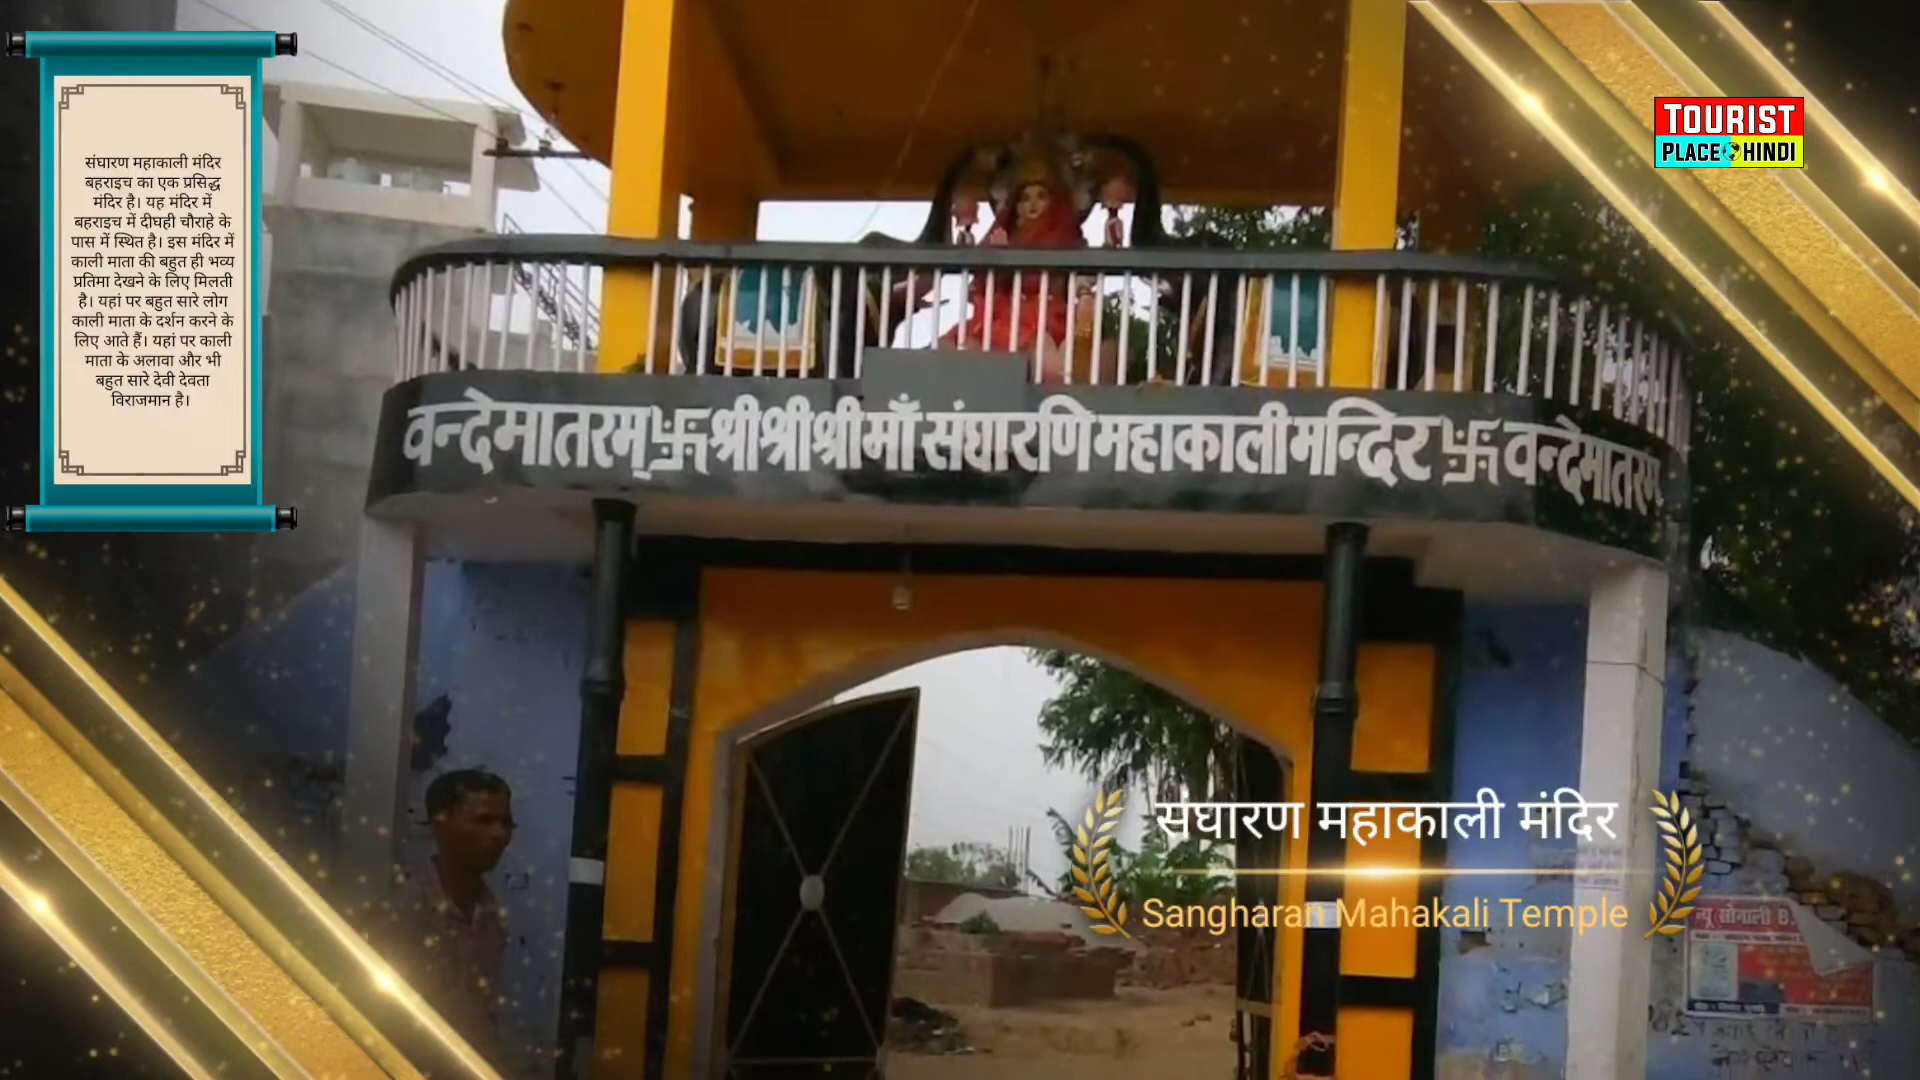 संघारण महाकाली मंदिर
बहराइच का एक प्रसिद्ध
मंदिर है। यह मंदिर में
बहराइच में दीघही चौराहे के
पास में स्थित है। इस मंदिर में
काली माता की बहुत ही भव्य
प्रतिमा देखने के लिए मिलती
है। यहां पर बहुत सारे लोग
काली माता के दर्शन करने के
लिए आते हैं। यहां पर काली
माता के अलावा और भी
बहुत सारे देवी देवता
विराजमान है।
TOURIST
PLACE HINDI
वन्देमातरम् 卐 श्री श्री श्री माँ संघारणि महाकाली मन्दिर 卐 वन्देमातरम
संघारण महाकाली मंदिर
Sangharan Mahakali Temple
न्यू सोनाली B.